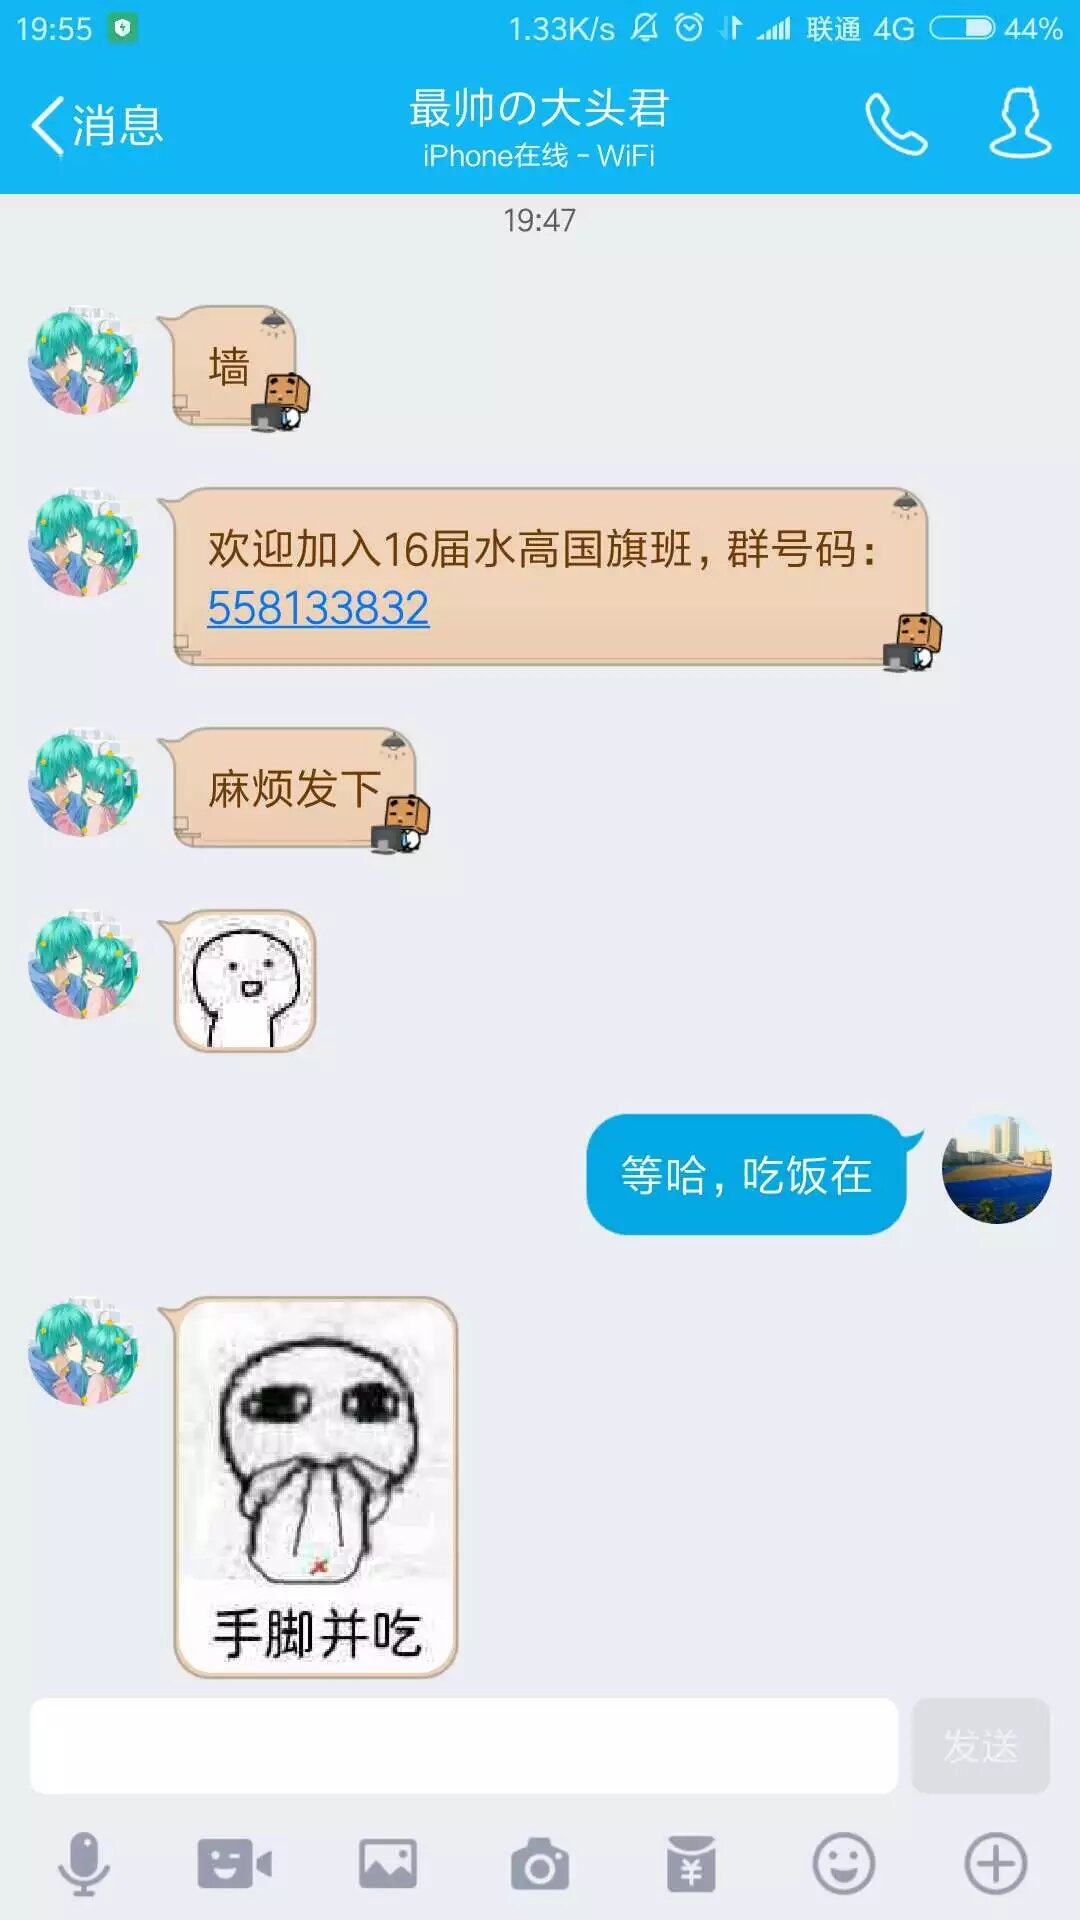 19:55
1.33K/s 联通 4G 44%
消息
最帅の大头君
iPhone在线 - WiFi
19:47
墙
欢迎加入16届水高国旗班，群号码：
558133832
麻烦发下
等哈，吃饭在
手脚并吃
发送